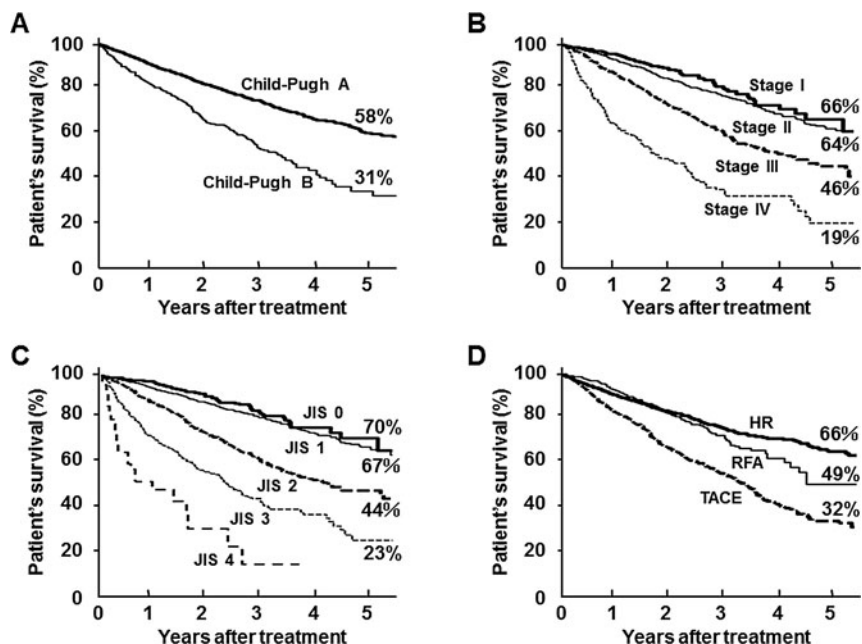 A
Patient's survival (%)
100
80
60
40
20
0
Child-Pugh A
58%
Child-Pugh B
31%
0 1 2 3 4 5
Years after treatment
B
Patient's survival (%)
100
80
60
40
20
0
Stage I
66%
Stage II
64%
Stage III
46%
Stage IV
19%
0 1 2 3 4 5
Years after treatment
C
Patient's survival (%)
100
80
60
40
20
0
JIS 0
70%
JIS 1
67%
JIS 2
44%
JIS 3
23%
JIS 4
0 1 2 3 4 5
Years after treatment
D
Patient's survival (%)
100
80
60
40
20
0
HR
66%
RFA
49%
TACE
32%
0 1 2 3 4 5
Years after treatment